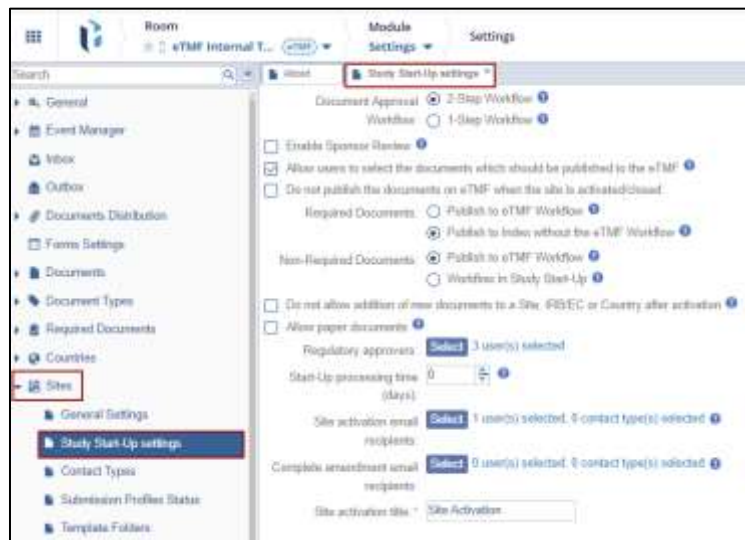 Room
Module
eTMF Internal T... (eTMF)
Settings
Settings
Search
About
Study Start-Up settings
General
Event Manager
Inbox
Outbox
Documents Distribution
Forms Settings
Documents
Document Types
Required Documents
Countries
Sites
General Settings
Study Start-Up settings
Contact Types
Submission Profiles Status
Template Folders
Document Approval Workflow
2-Step Workflow
1-Step Workflow
Enable Sponsor Review
Allow users to select the documents which should be published to the eTMF
Do not publish the documents on eTMF when the site is activated/closed
Required Documents
Publish to eTMF Workflow
Publish to Index without the eTMF Workflow
Non-Required Documents
Publish to eTMF Workflow
Workflow in Study Start-Up
Do not allow addition of new documents to a Site, IRB/EC or Country after activation
Allow paper documents
Regulatory approvers
Select 3 user(s) selected
Start-Up processing time (days)
0
Site activation email recipients
Select 1 user(s) selected, 0 contact type(s) selected
Complete amendment email recipients
Select 0 user(s) selected, 0 contact type(s) selected
Site activation title *
Site Activation